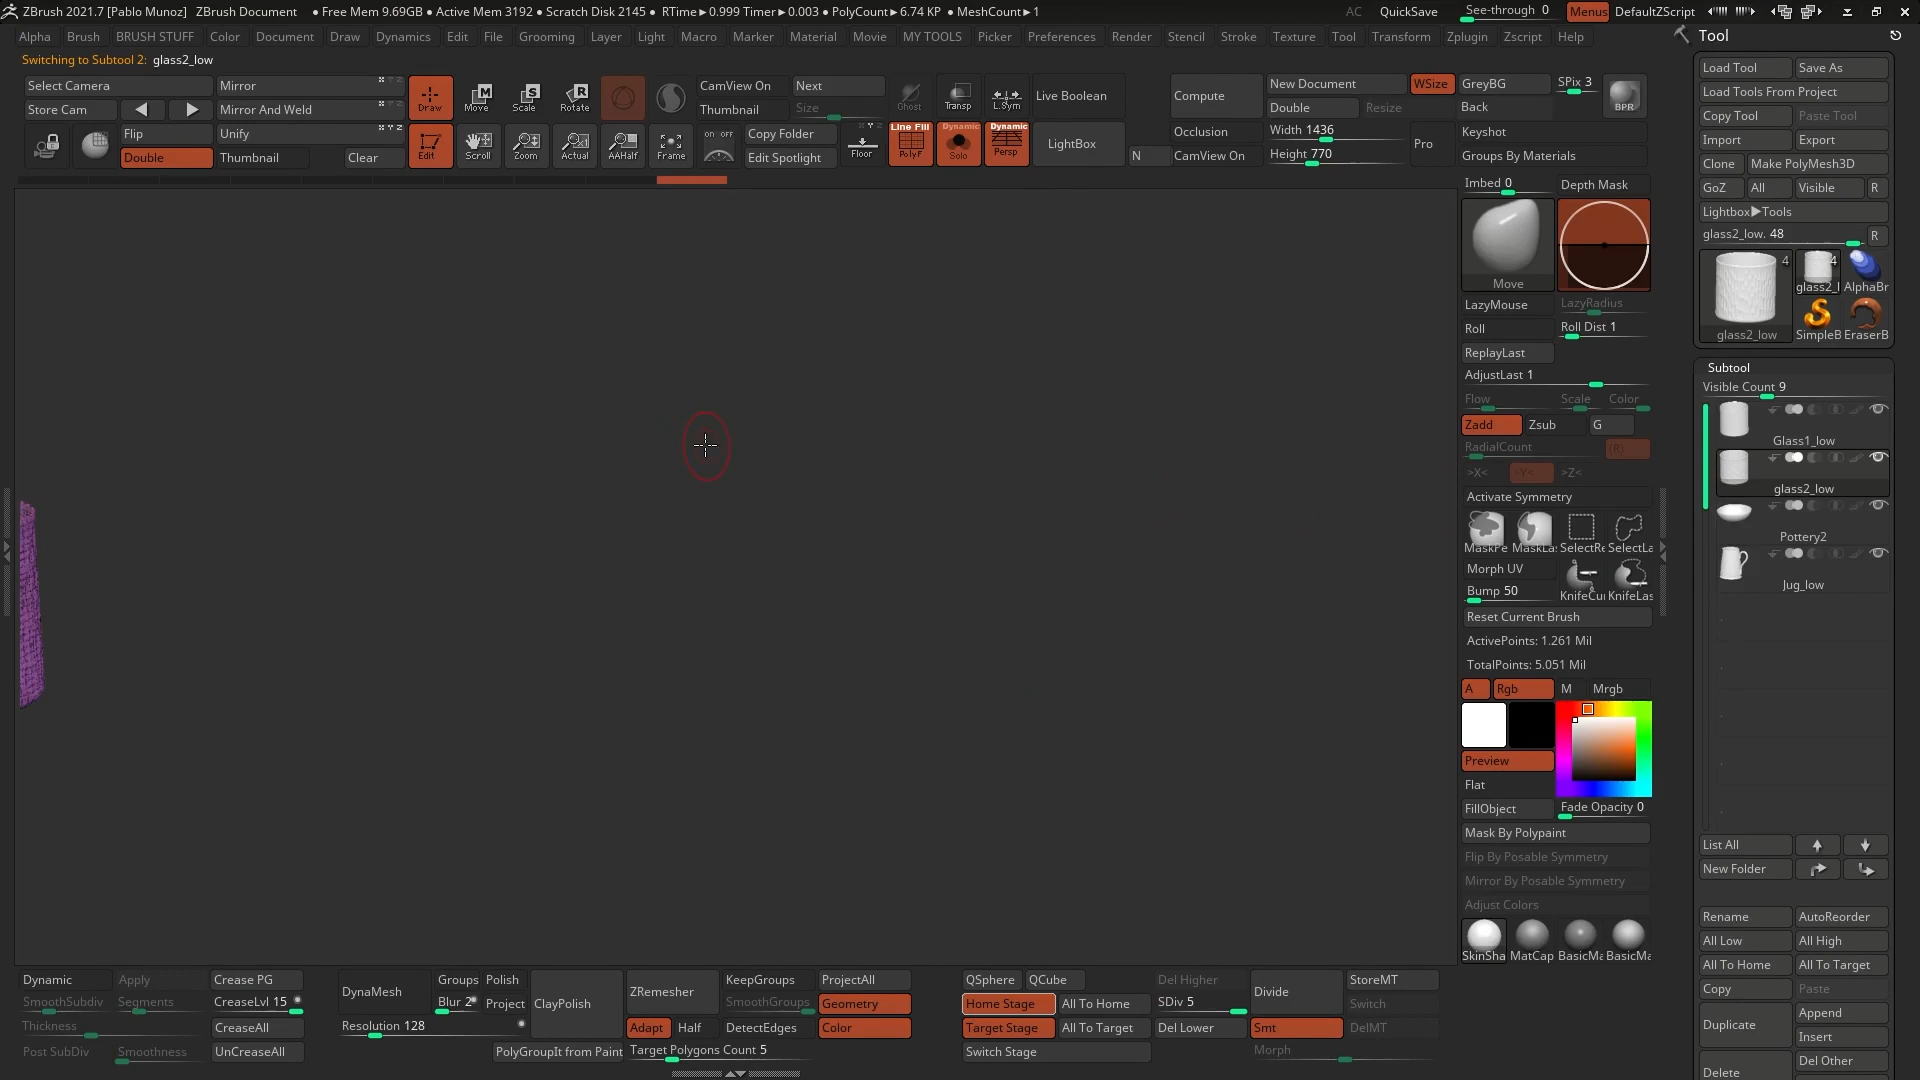 ZBrush 2021.7 [Pablo Munoz] ZBrush Document • Free Mem 9.69GB • Active Mem 3192 • Scratch Disk 2145 • RTime►0.999 Timer►0.003 • PolyCount►6.74 KP • MeshCount►1 AC QuickSave See-through 0 Menus DefaultZScript
Alpha Brush BRUSH STUFF Color Document Draw Dynamics Edit File Grooming Layer Light Macro Marker Material Movie MY TOOLS Picker Preferences Render Stencil Stroke Texture Tool Transform Zplugin Zscript Help
Switching to Subtool 2: glass2_low
Select Camera Mirror
Store Cam Mirror And Weld
Flip Unify
Double Thumbnail Clear
Draw Move Scale Rotate
Edit Scroll Zoom Actual AAHalf Frame
M S R
CamView On Next
Thumbnail Size
ON OFF Copy Folder
Edit Spotlight
Floor
Ghost Transp L.Sym Live Boolean
Line Fill Dynamic Dynamic
PolyF Solo Persp LightBox
N
Compute New Document WSize GreyBG SPix 3
Double Resize Back BPR
Occlusion Width 1436 Keyshot
CamView On Height 770 Pro Groups By Materials
Imbed 0 Depth Mask
Move
LazyMouse LazyRadius
Roll Roll Dist 1
ReplayLast
AdjustLast 1
Flow Scale Color
Zadd Zsub G
RadialCount (R)
>X< >Y< >Z<
Activate Symmetry
MaskPe MaskLa SelectRe SelectLa
Morph UV
Bump 50 KnifeCu KnifeLas
Reset Current Brush
ActivePoints: 1.261 Mil
TotalPoints: 5.051 Mil
A Rgb M Mrgb
Preview
Flat
FillObject Fade Opacity 0
Mask By Polypaint
Flip By Posable Symmetry
Mirror By Posable Symmetry
Adjust Colors
SkinSha MatCap BasicMa BasicMa
Tool
Load Tool Save As
Load Tools From Project
Copy Tool Paste Tool
Import Export
Clone Make PolyMesh3D
GoZ All Visible R
Lightbox►Tools
glass2_low. 48 R
4 4
glass2_l AlphaBr
glass2_low SimpleB EraserB
Subtool
Visible Count 9
Glass1_low
glass2_low
Pottery2
Jug_low
List All
New Folder
Rename AutoReorder
All Low All High
All To Home All To Target
Copy Paste
Duplicate Append
Insert
Delete Del Other
Dynamic Apply Crease PG
SmoothSubdiv Segments CreaseLvl 15
Thickness CreaseAll
Post SubDiv Smoothness UnCreaseAll
DynaMesh Groups Polish
Blur 2 Project
Resolution 128
PolyGroupIt from Paint
ClayPolish ZRemesher KeepGroups ProjectAll
SmoothGroups Geometry
Adapt Half DetectEdges Color
Target Polygons Count 5
QSphere QCube Del Higher StoreMT
Home Stage All To Home SDiv 5 Divide Switch
Target Stage All To Target Del Lower Smt DelMT
Switch Stage Morph